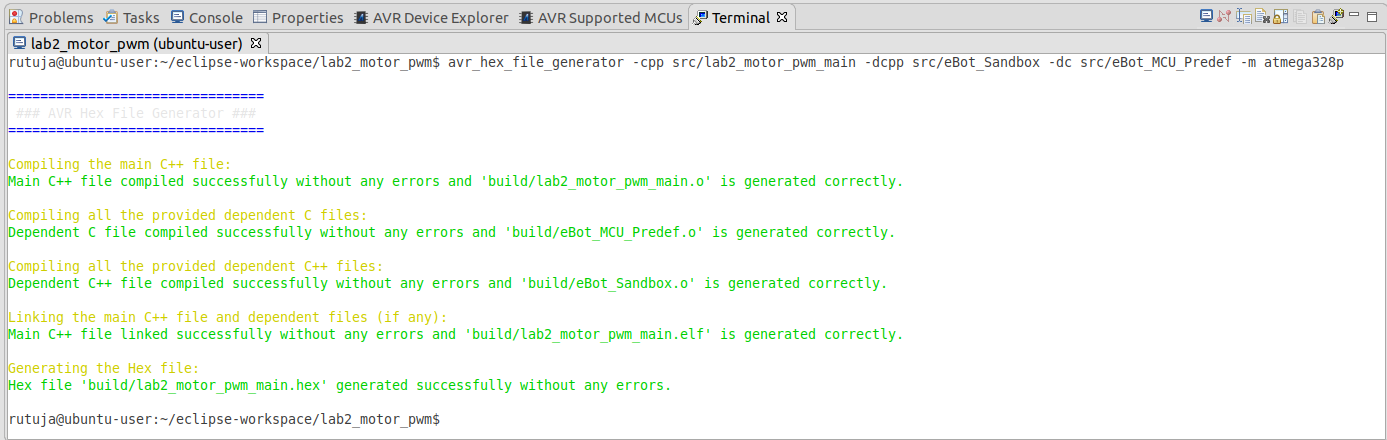 Problems Tasks Console Properties AVR Device Explorer AVR Supported MCUs Terminal
lab2_motor_pwm (ubuntu-user)
rutuja@ubuntu-user:~/eclipse-workspace/lab2_motor_pwm$ avr_hex_file_generator -cpp src/lab2_motor_pwm_main -dcpp src/eBot_Sandbox -dc src/eBot_MCU_Predef -m atmega328p
================================
### AVR Hex File Generator ###
================================
Compiling the main C++ file:
Main C++ file compiled successfully without any errors and 'build/lab2_motor_pwm_main.o' is generated correctly.
Compiling all the provided dependent C files:
Dependent C file compiled successfully without any errors and 'build/eBot_MCU_Predef.o' is generated correctly.
Compiling all the provided dependent C++ files:
Dependent C++ file compiled successfully without any errors and 'build/eBot_Sandbox.o' is generated correctly.
Linking the main C++ file and dependent files (if any):
Main C++ file linked successfully without any errors and 'build/lab2_motor_pwm_main.elf' is generated correctly.
Generating the Hex file:
Hex file 'build/lab2_motor_pwm_main.hex' generated successfully without any errors.
rutuja@ubuntu-user:~/eclipse-workspace/lab2_motor_pwm$